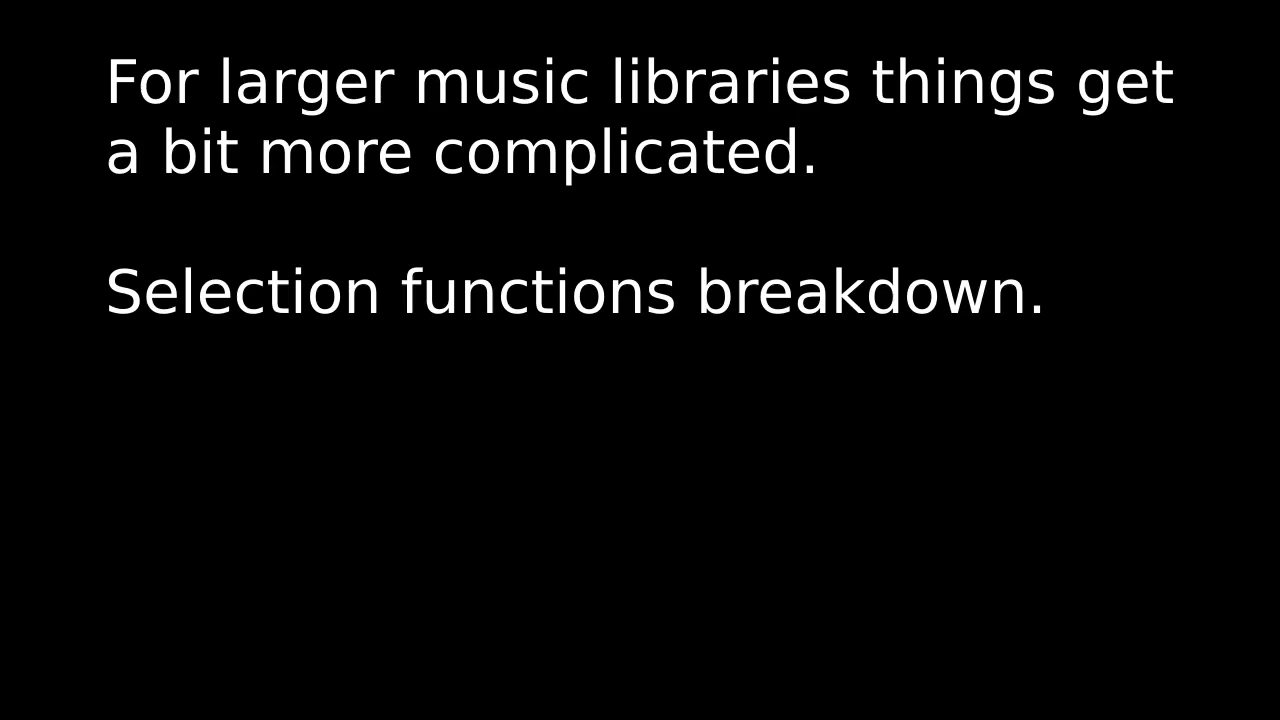 For larger music libraries things get
a bit more complicated.
Selection functions breakdown.